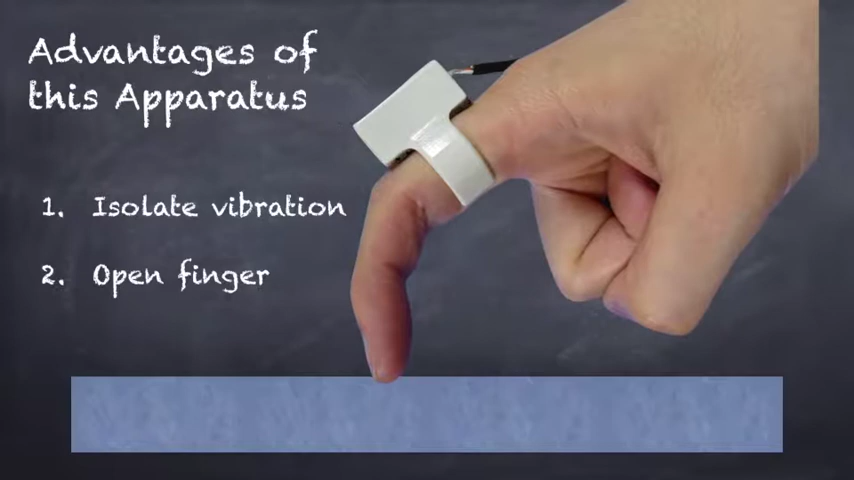 Advantages of
this Apparatus
1. Isolate vibration
2. Open finger